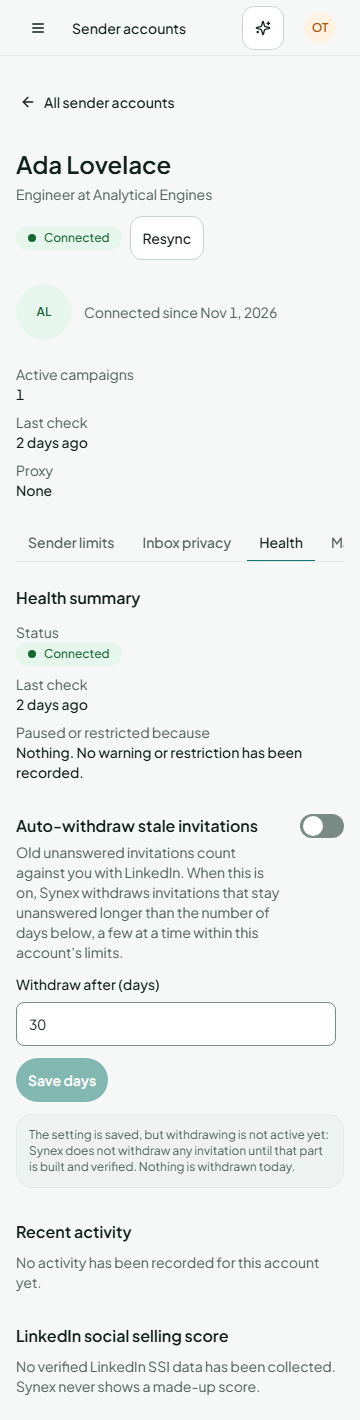 Sender accounts
OT
All sender accounts
Ada Lovelace
Engineer at Analytical Engines
Connected
Resync
AL
Connected since Nov 1, 2026
Active campaigns
1
Last check
2 days ago
Proxy
None
Sender limits
Inbox privacy
Health
Health summary
Status
Connected
Last check
2 days ago
Paused or restricted because
Nothing. No warning or restriction has been
recorded.
Auto-withdraw stale invitations
Old unanswered invitations count
against you with LinkedIn. When this is
on, Synex withdraws invitations that stay
unanswered longer than the number of
days below, a few at a time within this
account's limits.
Withdraw after (days)
30
Save days
The setting is saved, but withdrawing is not active yet:
Synex does not withdraw any invitation until that part
is built and verified. Nothing is withdrawn today.
Recent activity
No activity has been recorded for this account
yet.
LinkedIn social selling score
No verified LinkedIn SSI data has been collected.
Synex never shows a made-up score.